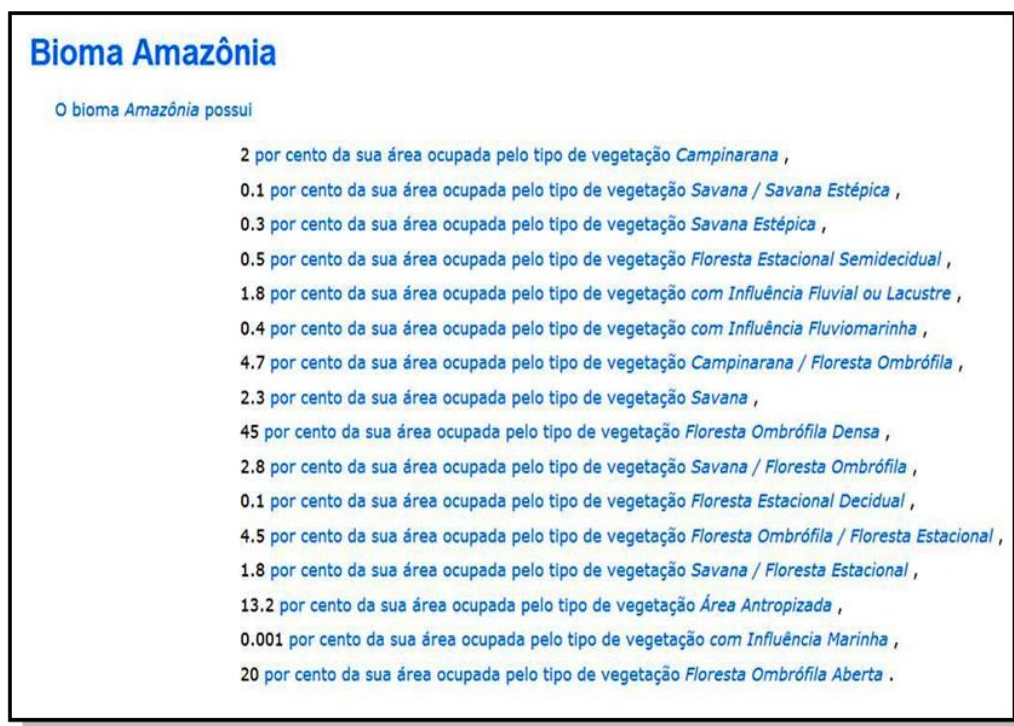 Bioma Amazônia
O bioma Amazônia possui
2 por cento da sua área ocupada pelo tipo de vegetação Campinarana ,
0.1 por cento da sua área ocupada pelo tipo de vegetação Savana / Savana Estépica ,
0.3 por cento da sua área ocupada pelo tipo de vegetação Savana Estépica ,
0.5 por cento da sua área ocupada pelo tipo de vegetação Floresta Estacional Semidecidual ,
1.8 por cento da sua área ocupada pelo tipo de vegetação com Influência Fluvial ou Lacustre ,
0.4 por cento da sua área ocupada pelo tipo de vegetação com Influência Fluviomarinha ,
4.7 por cento da sua área ocupada pelo tipo de vegetação Campinarana / Floresta Ombrófila ,
2.3 por cento da sua área ocupada pelo tipo de vegetação Savana ,
45 por cento da sua área ocupada pelo tipo de vegetação Floresta Ombrófila Densa ,
2.8 por cento da sua área ocupada pelo tipo de vegetação Savana / Floresta Ombrófila ,
0.1 por cento da sua área ocupada pelo tipo de vegetação Floresta Estacional Decidual ,
4.5 por cento da sua área ocupada pelo tipo de vegetação Floresta Ombrófila / Floresta Estacional ,
1.8 por cento da sua área ocupada pelo tipo de vegetação Savana / Floresta Estacional ,
13.2 por cento da sua área ocupada pelo tipo de vegetação Área Antropizada ,
0.001 por cento da sua área ocupada pelo tipo de vegetação com Influência Marinha ,
20 por cento da sua área ocupada pelo tipo de vegetação Floresta Ombrófila Aberta .